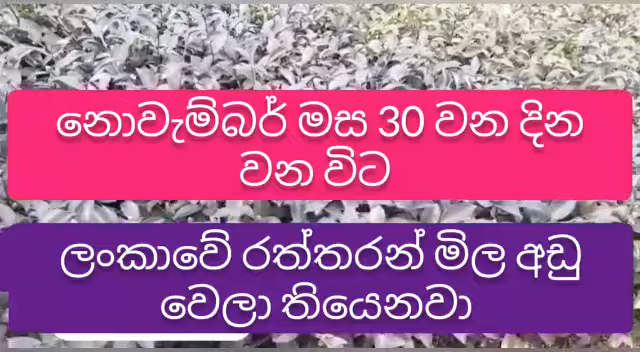 නොවැම්බර් මස 30 වන දින
වන විට
ලංකාවේ රත්තරන් මිල අඩු
වෙලා තියෙනවා